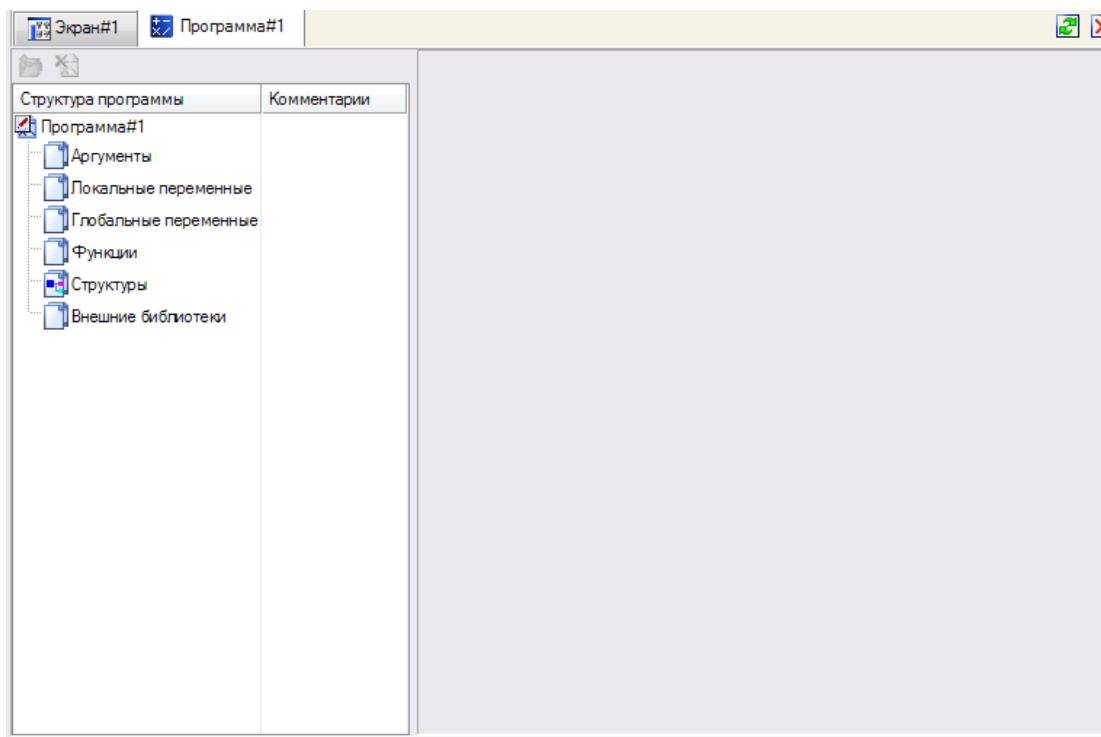 Экран#1 Программа#1
Структура программы Комментарии
Программа#1
Аргументы
Локальные переменные
Глобальные переменные
Функции
Структуры
Внешние библиотеки